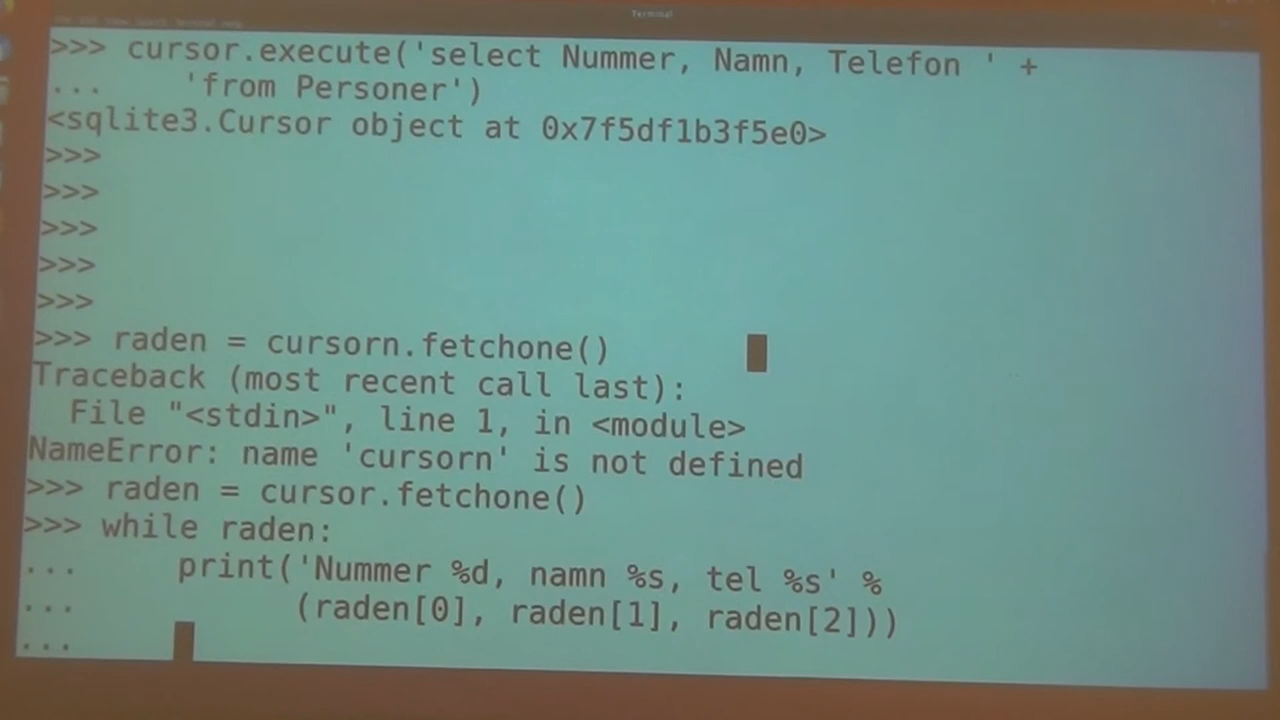 Terminal
>>> cursor.execute('select Nummer, Namn, Telefon ' +
...     'from Personer')
<sqlite3.Cursor object at 0x7f5df1b3f5e0>
>>>
>>>
>>>
>>>
>>>
>>> raden = cursorn.fetchone()
Traceback (most recent call last):
  File "<stdin>", line 1, in <module>
NameError: name 'cursorn' is not defined
>>> raden = cursor.fetchone()
>>> while raden:
...     print('Nummer %d, namn %s, tel %s' %
...           (raden[0], raden[1], raden[2]))
...